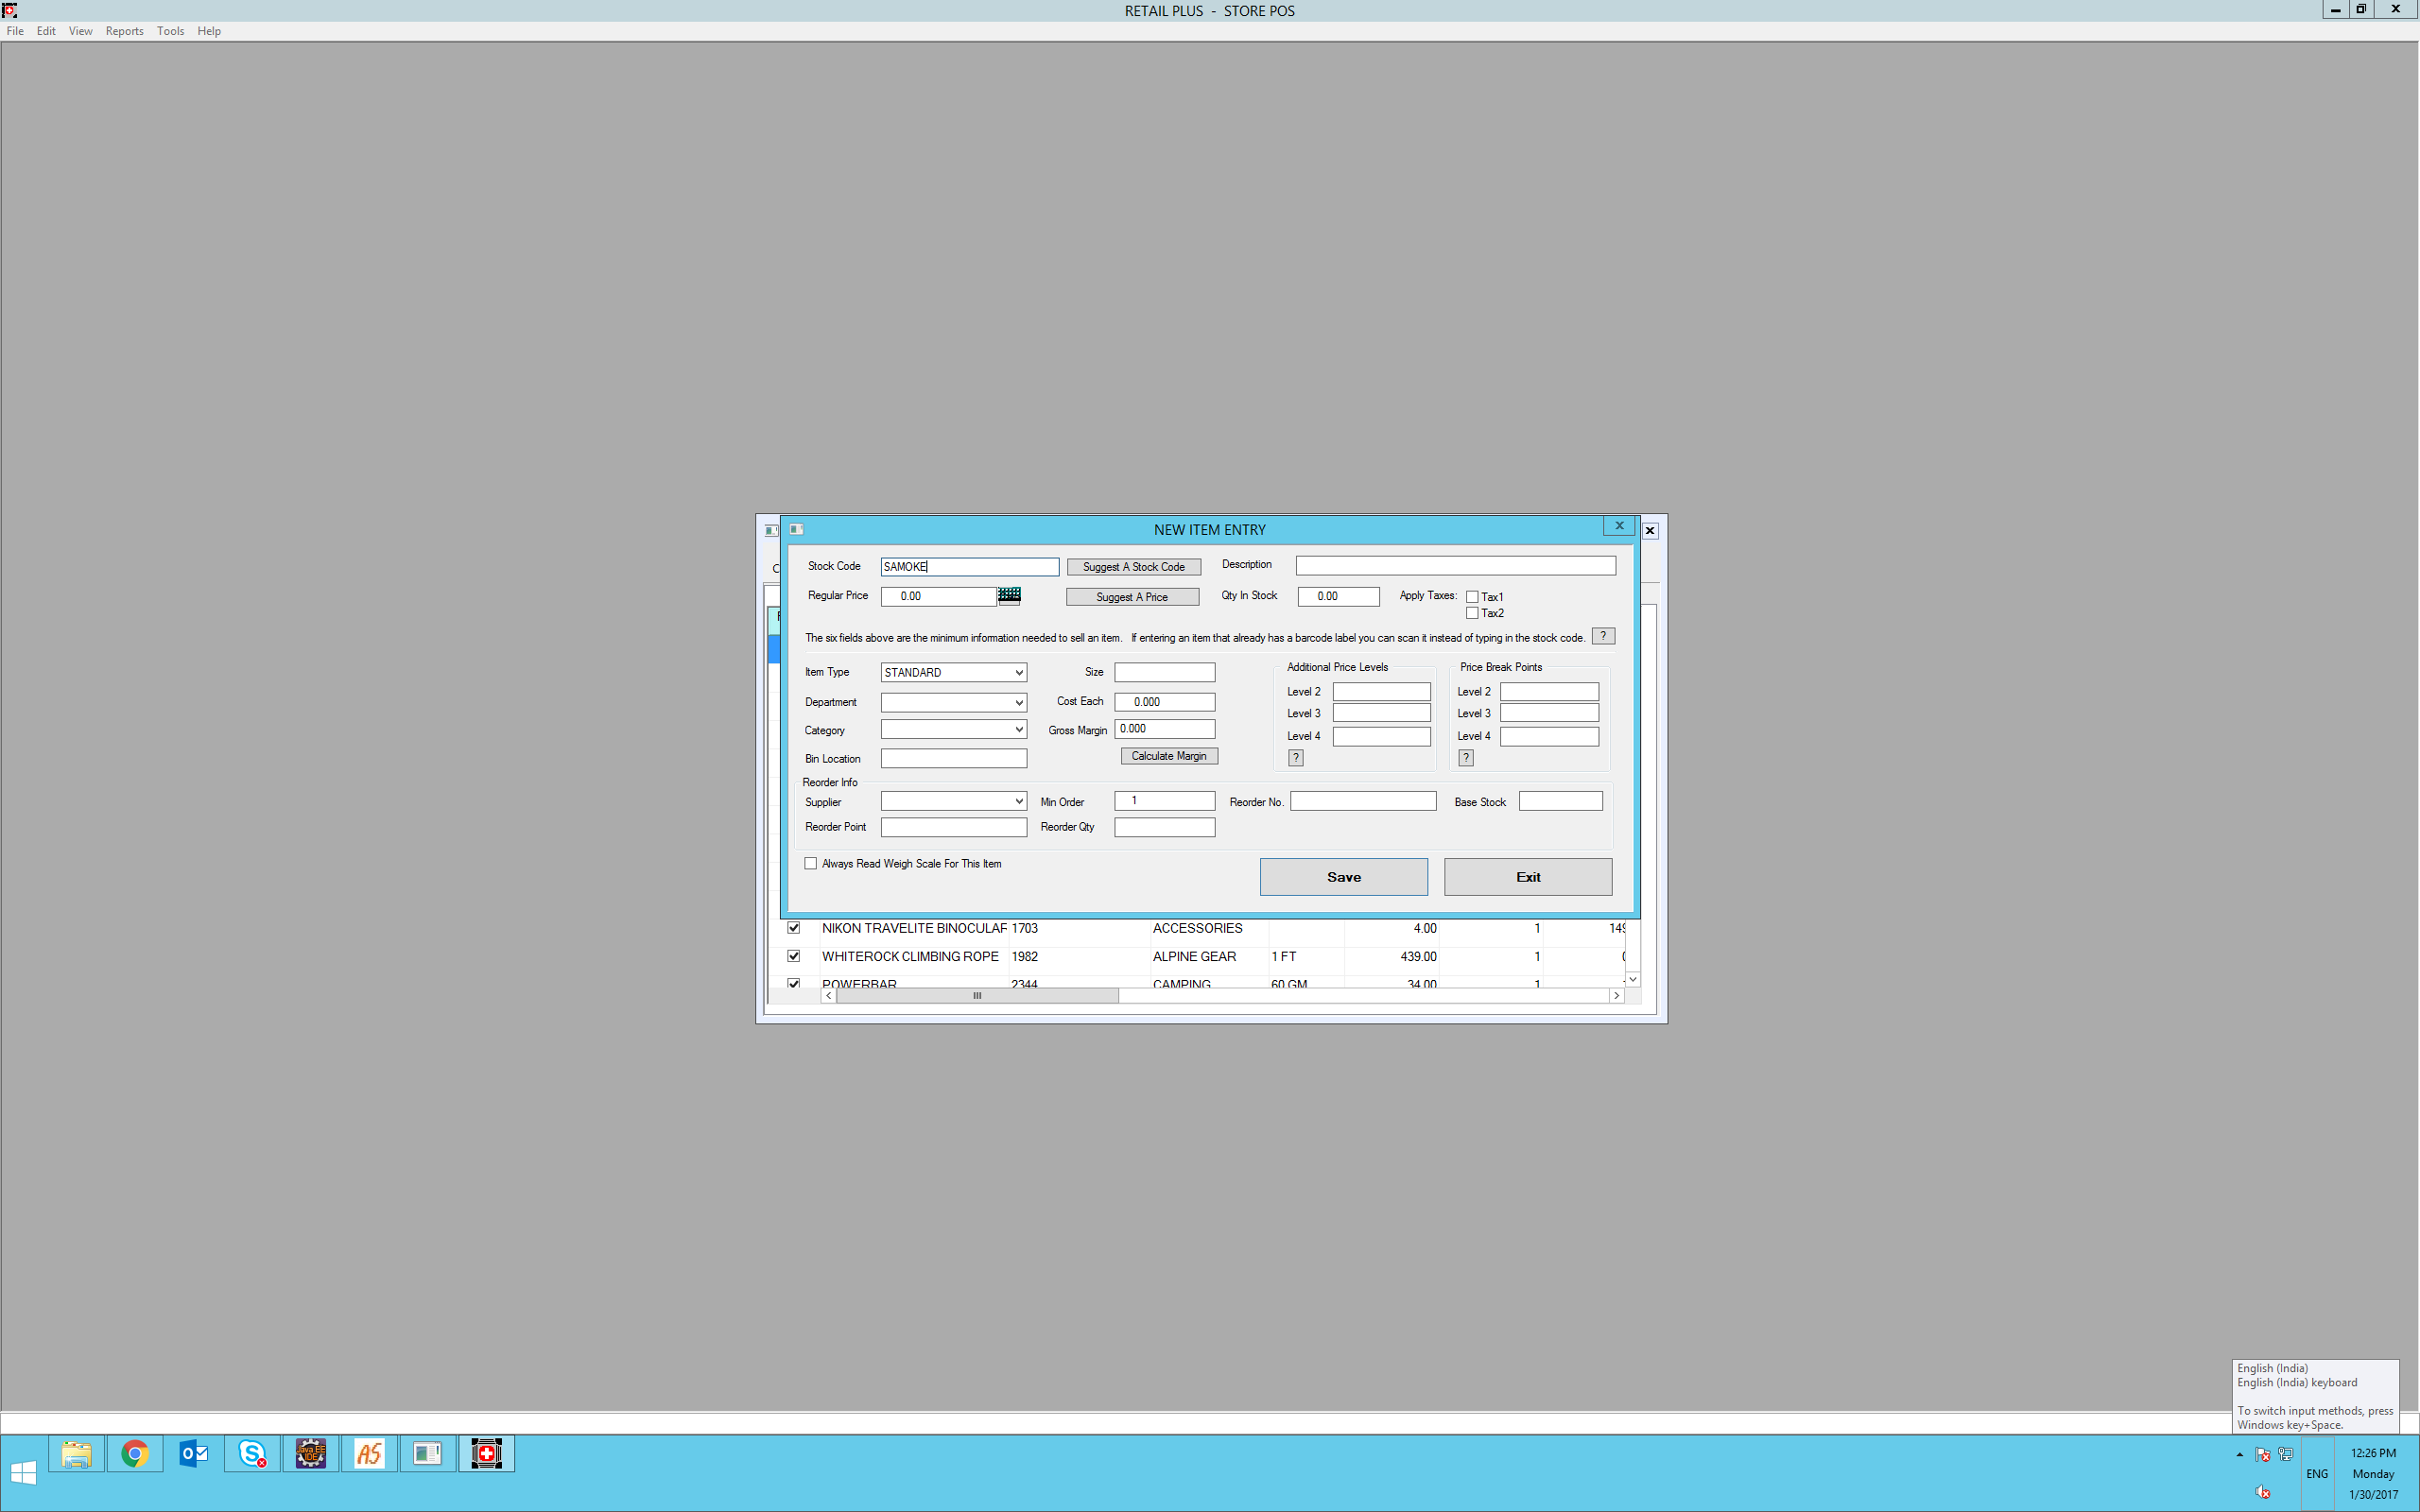 RETAIL PLUS - STORE POS
File Edit View Reports Tools Help
NEW ITEM ENTRY
Stock Code SAMOKE Suggest A Stock Code Description
Regular Price 0.00 Suggest A Price Qty In Stock 0.00 Apply Taxes: Tax1
Tax2
The six fields above are the minimum information needed to sell an item. If entering an item that already has a barcode label you can scan it instead of typing in the stock code. ?
Item Type STANDARD Size Additional Price Levels Price Break Points
Level 2 Level 2
Department Cost Each 0.000
Level 3 Level 3
Category Gross Margin 0.000
Level 4 Level 4
Bin Location Calculate Margin ? ?
Reorder Info
Supplier Min Order 1 Reorder No. Base Stock
Reorder Point Reorder Qty
Always Read Weigh Scale For This Item Save Exit
NIKON TRAVELITE BINOCULAR 1703 ACCESSORIES 4.00 1
WHITEROCK CLIMBING ROPE 1982 ALPINE GEAR 1 FT 439.00 1
POWERBAR 2344 CAMPING 60 GM 34.00 1
English (India)
English (India) keyboard
To switch input methods, press
Windows key+Space.
Java EE
IDE
AS
ENG
12:26 PM
Monday
1/30/2017